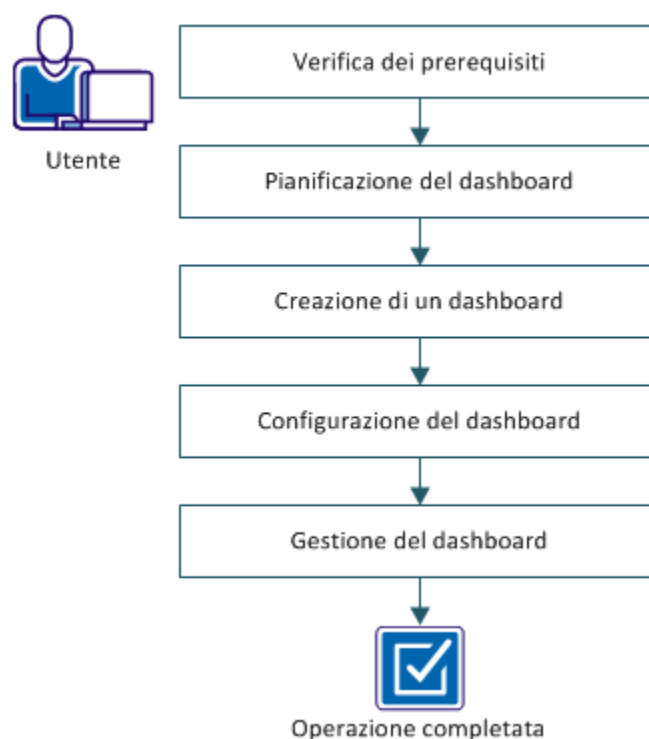 Verifica dei prerequisiti
Utente
Pianificazione del dashboard
Creazione di un dashboard
Configurazione del dashboard
Gestione del dashboard
Operazione completata